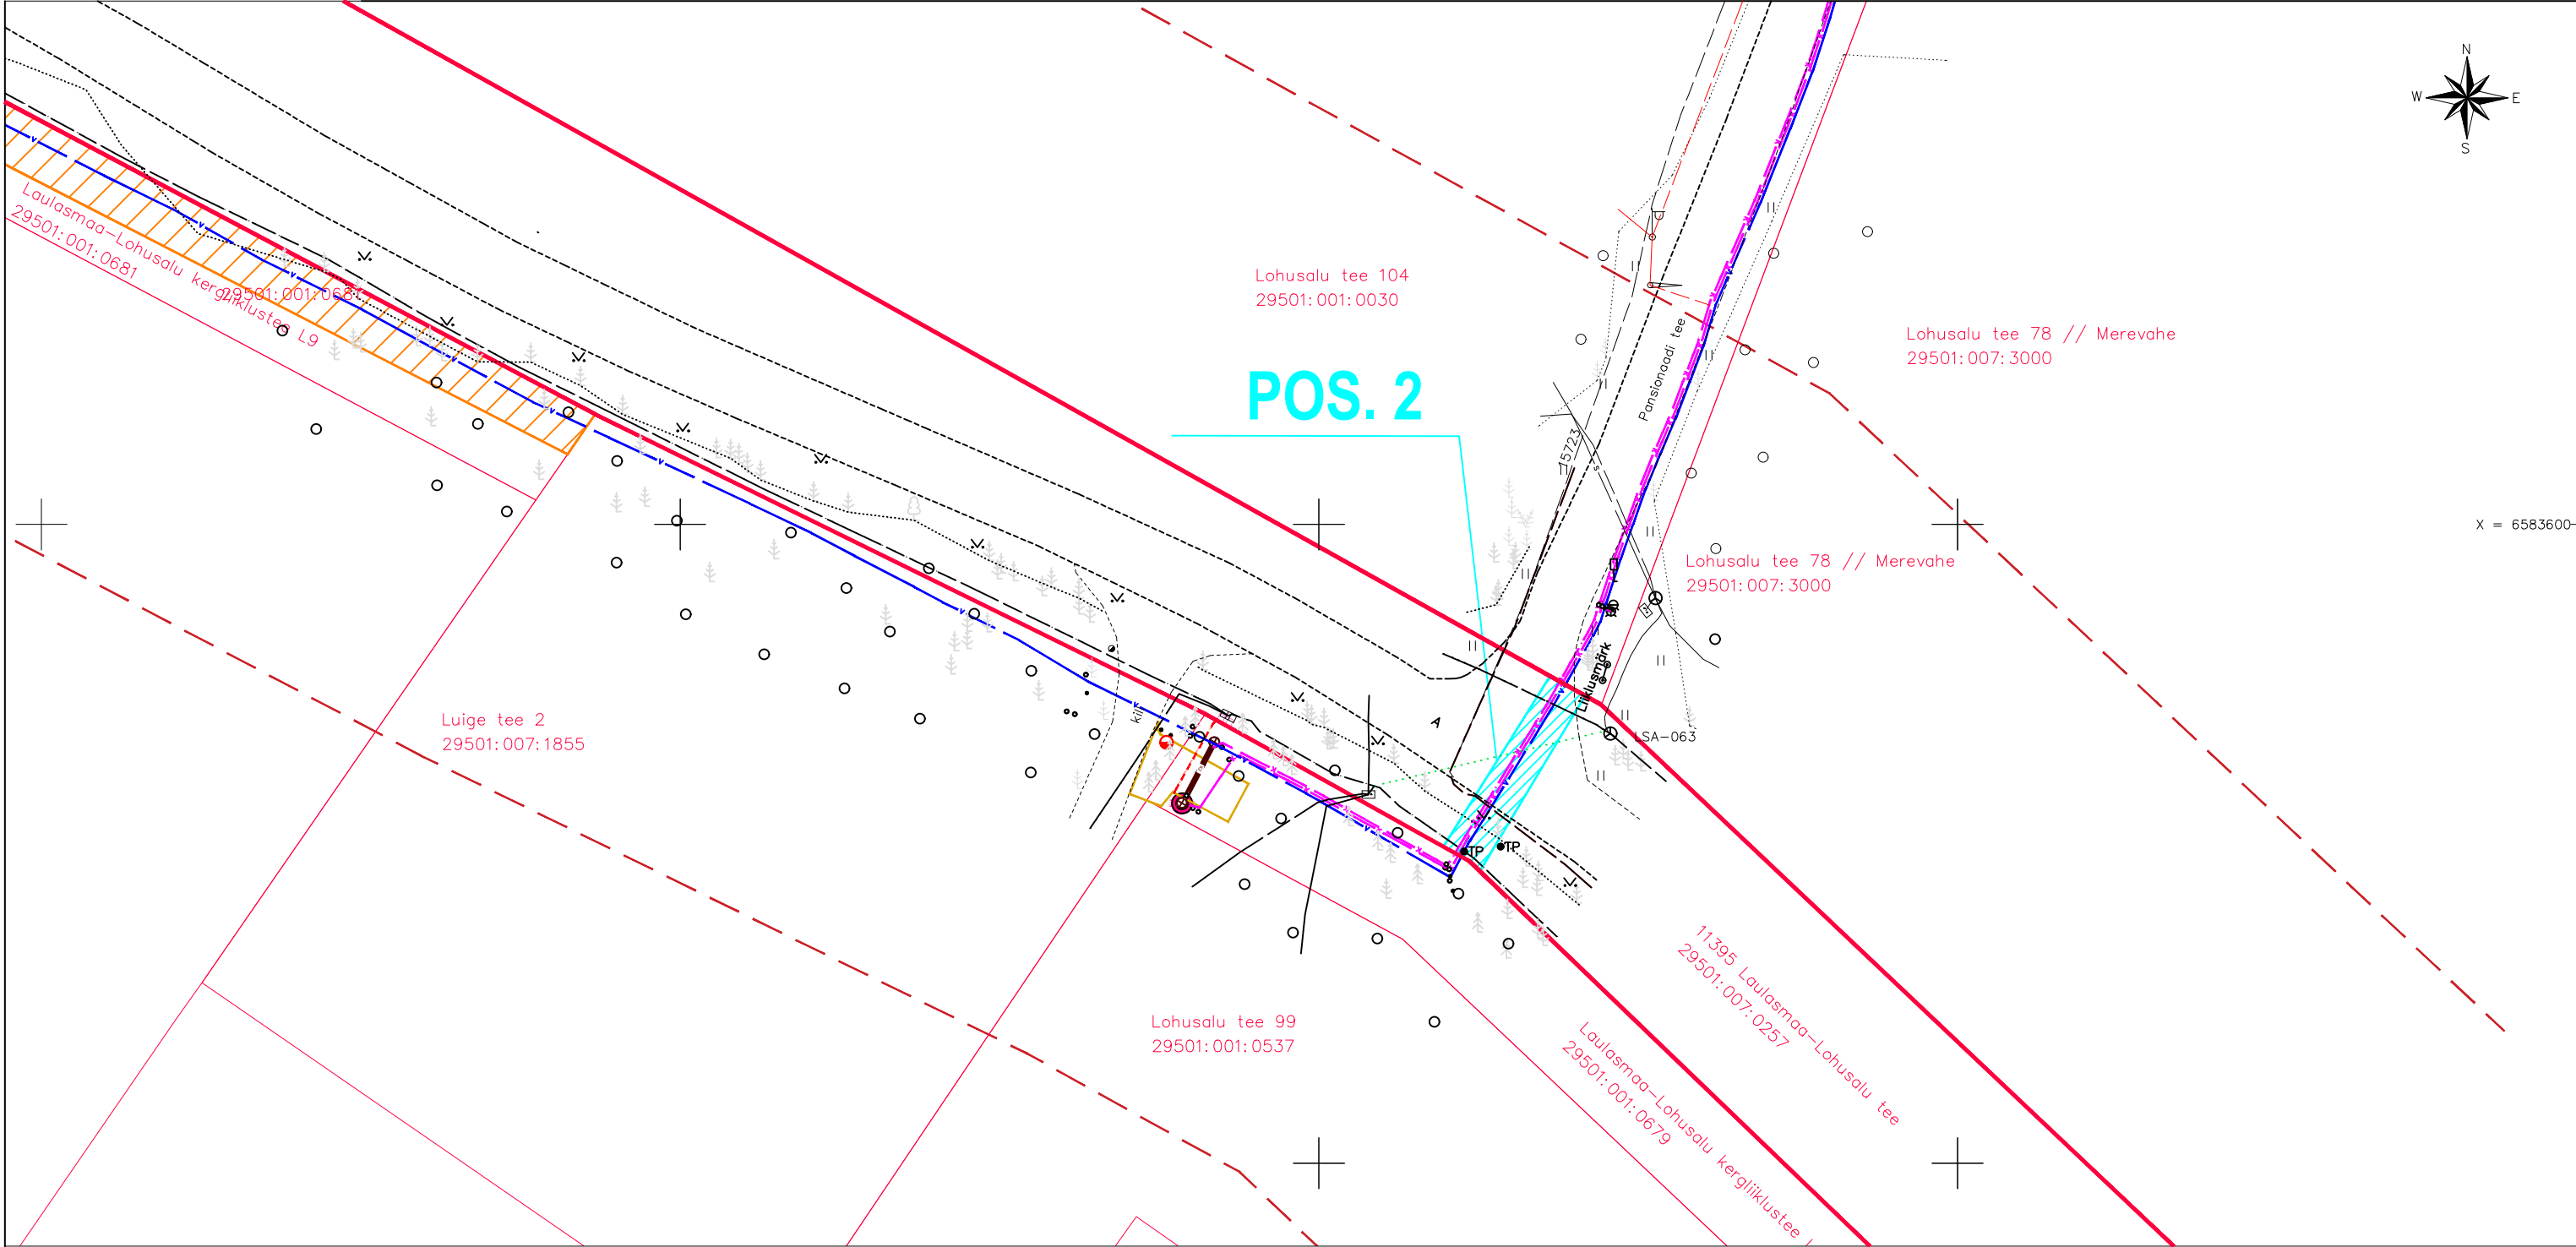 N
W E
S
Laulasmaa-Lohusalu kergliiklustee L9
29501:001:0681
29501:001:0681
Lohusalu tee 104
29501:001:0030
Lohusalu tee 78 // Merevahe
29501:007:3000
Pansionaadi tee
POS. 2
15723
X = 6583600
Lohusalu tee 78 // Merevahe
29501:007:3000
Liiklusmärk
LSA-063
Luige tee 2
29501:007:1855
kill
A
TP
TP
Lohusalu tee 99
29501:001:0537
11395 Laulasmaa-Lohusalu tee
29501:007:0257
Laulasmaa-Lohusalu kergliiklustee
29501:001:0679